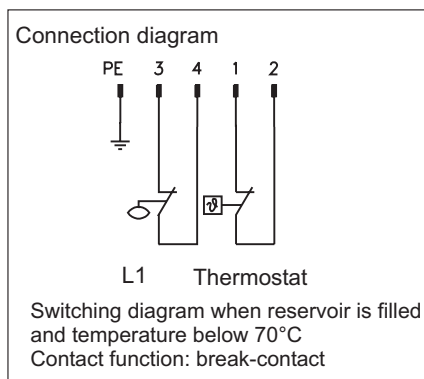 Connection diagram
PE 3 4 1 2
ϑ
L1 Thermostat
Switching diagram when reservoir is filled
and temperature below 70°C
Contact function: break-contact